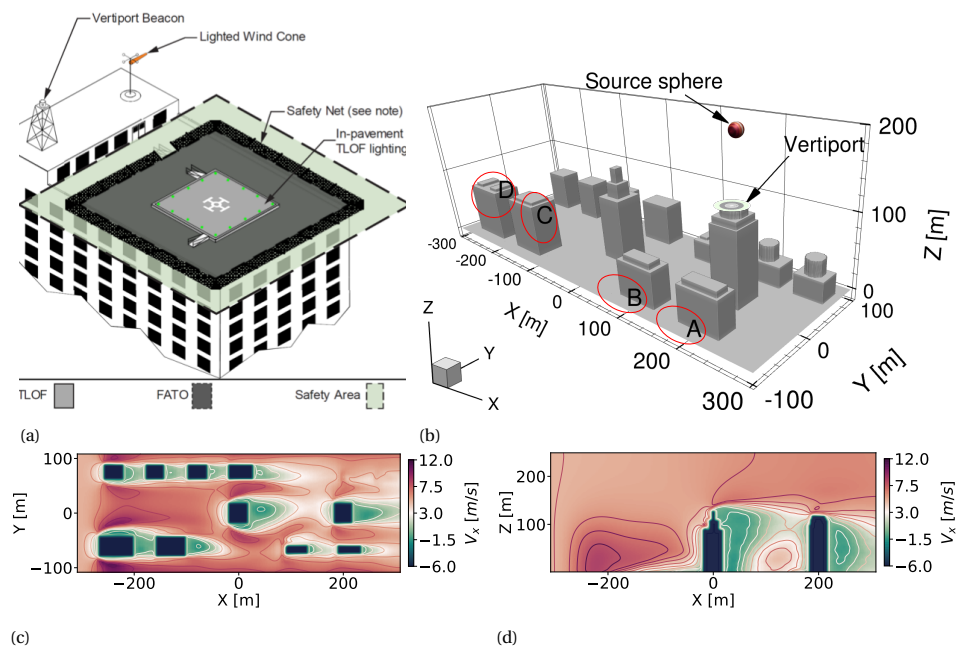 Vertiport Beacon
Lighted Wind Cone
Safety Net (see note)
In-pavement
TLOF lighting
TLOF
FATO
Safety Area
(a)
Source sphere
Vertiport
200
100
0
Z [m]
D
C
B
A
-300
-200
-100
0
100
200
300
X [m]
-100
0
100
Y [m]
Z
Y
X
(b)
100
0
−100
Y [m]
−200
0
200
X [m]
12.0
7.5
3.0
−1.5
−6.0
Vx [m/s]
(c)
200
100
Z [m]
−200
0
200
X [m]
12.0
7.5
3.0
−1.5
−6.0
Vx [m/s]
(d)